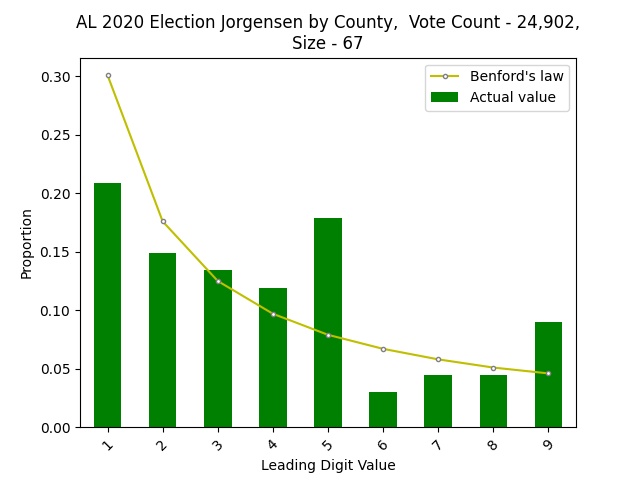 AL 2020 Election Jorgensen by County,  Vote Count - 24,902,
Size - 67
Benford's law
Actual value
Proportion
0.30
0.25
0.20
0.15
0.10
0.05
0.00
1 2 3 4 5 6 7 8 9
Leading Digit Value